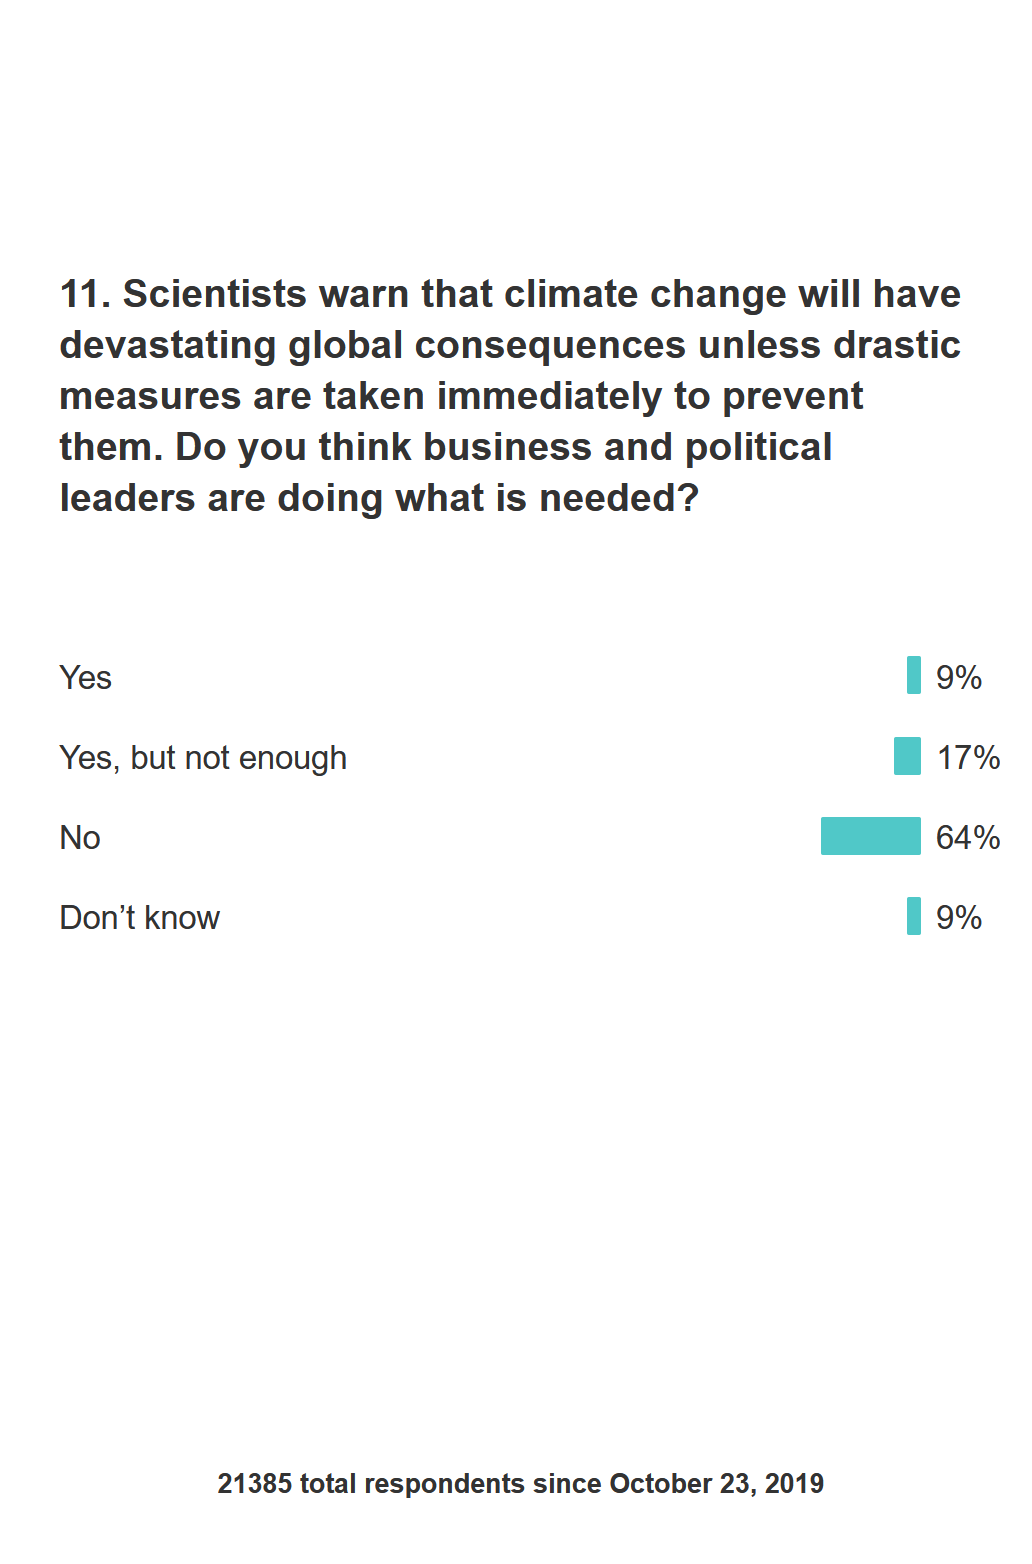 11. Scientists warn that climate change will have
devastating global consequences unless drastic
measures are taken immediately to prevent
them. Do you think business and political
leaders are doing what is needed?
Yes 9%
Yes, but not enough 17%
No 64%
Don’t know 9%
21385 total respondents since October 23, 2019